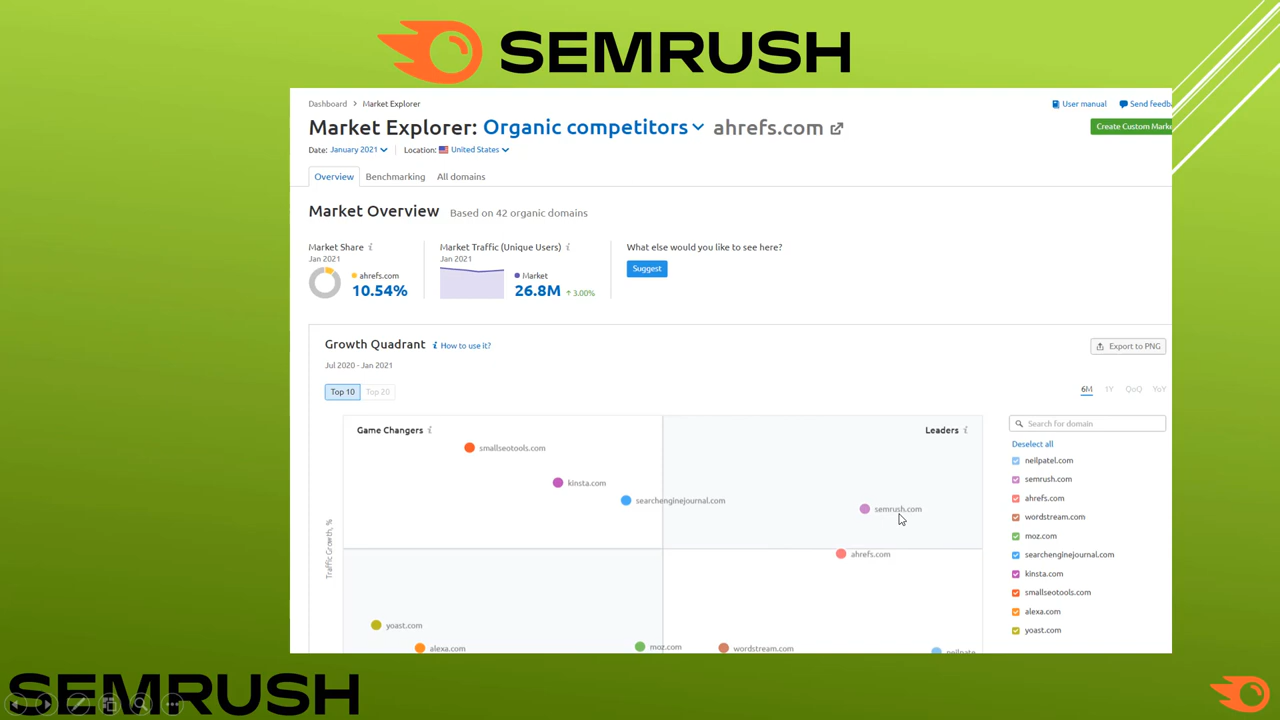 SEMRUSH
Dashboard > Market Explorer
User manual
Send feedb
Market Explorer: Organic competitors ahrefs.com
Create Custom Marke
Date: January 2021
Location: United States
Overview Benchmarking All domains
Market Overview Based on 42 organic domains
Market Share i
Jan 2021
ahrefs.com
10.54%
Market Traffic (Unique Users) i
Jan 2021
Market
26.8M ↑ 3.00%
What else would you like to see here?
Suggest
Growth Quadrant i How to use it?
Export to PNG
Jul 2020 - Jan 2021
Top 10 Top 20
6M 1Y QoQ YoY
Game Changers i
Leaders i
smallseotools.com
kinsta.com
searchenginejournal.com
semrush.com
ahrefs.com
yoast.com
alexa.com
moz.com
wordstream.com
neilpate
Traffic Growth, %
Search for domain
Deselect all
neilpatel.com
semrush.com
ahrefs.com
wordstream.com
moz.com
searchenginejournal.com
kinsta.com
smallseotools.com
alexa.com
yoast.com
SEMRUSH